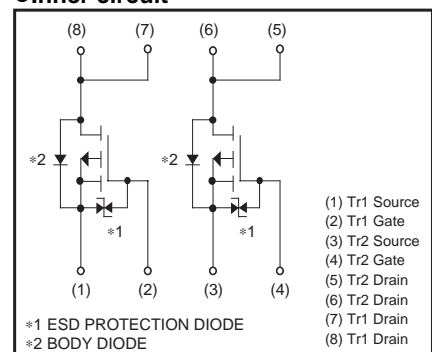 (8) (7) (6) (5)
∗2 ∗2
∗1 ∗1
(1) (2) (3) (4)
(1) Tr1 Source
(2) Tr1 Gate
(3) Tr2 Source
(4) Tr2 Gate
(5) Tr2 Drain
(6) Tr2 Drain
(7) Tr1 Drain
(8) Tr1 Drain
∗1 ESD PROTECTION DIODE
∗2 BODY DIODE